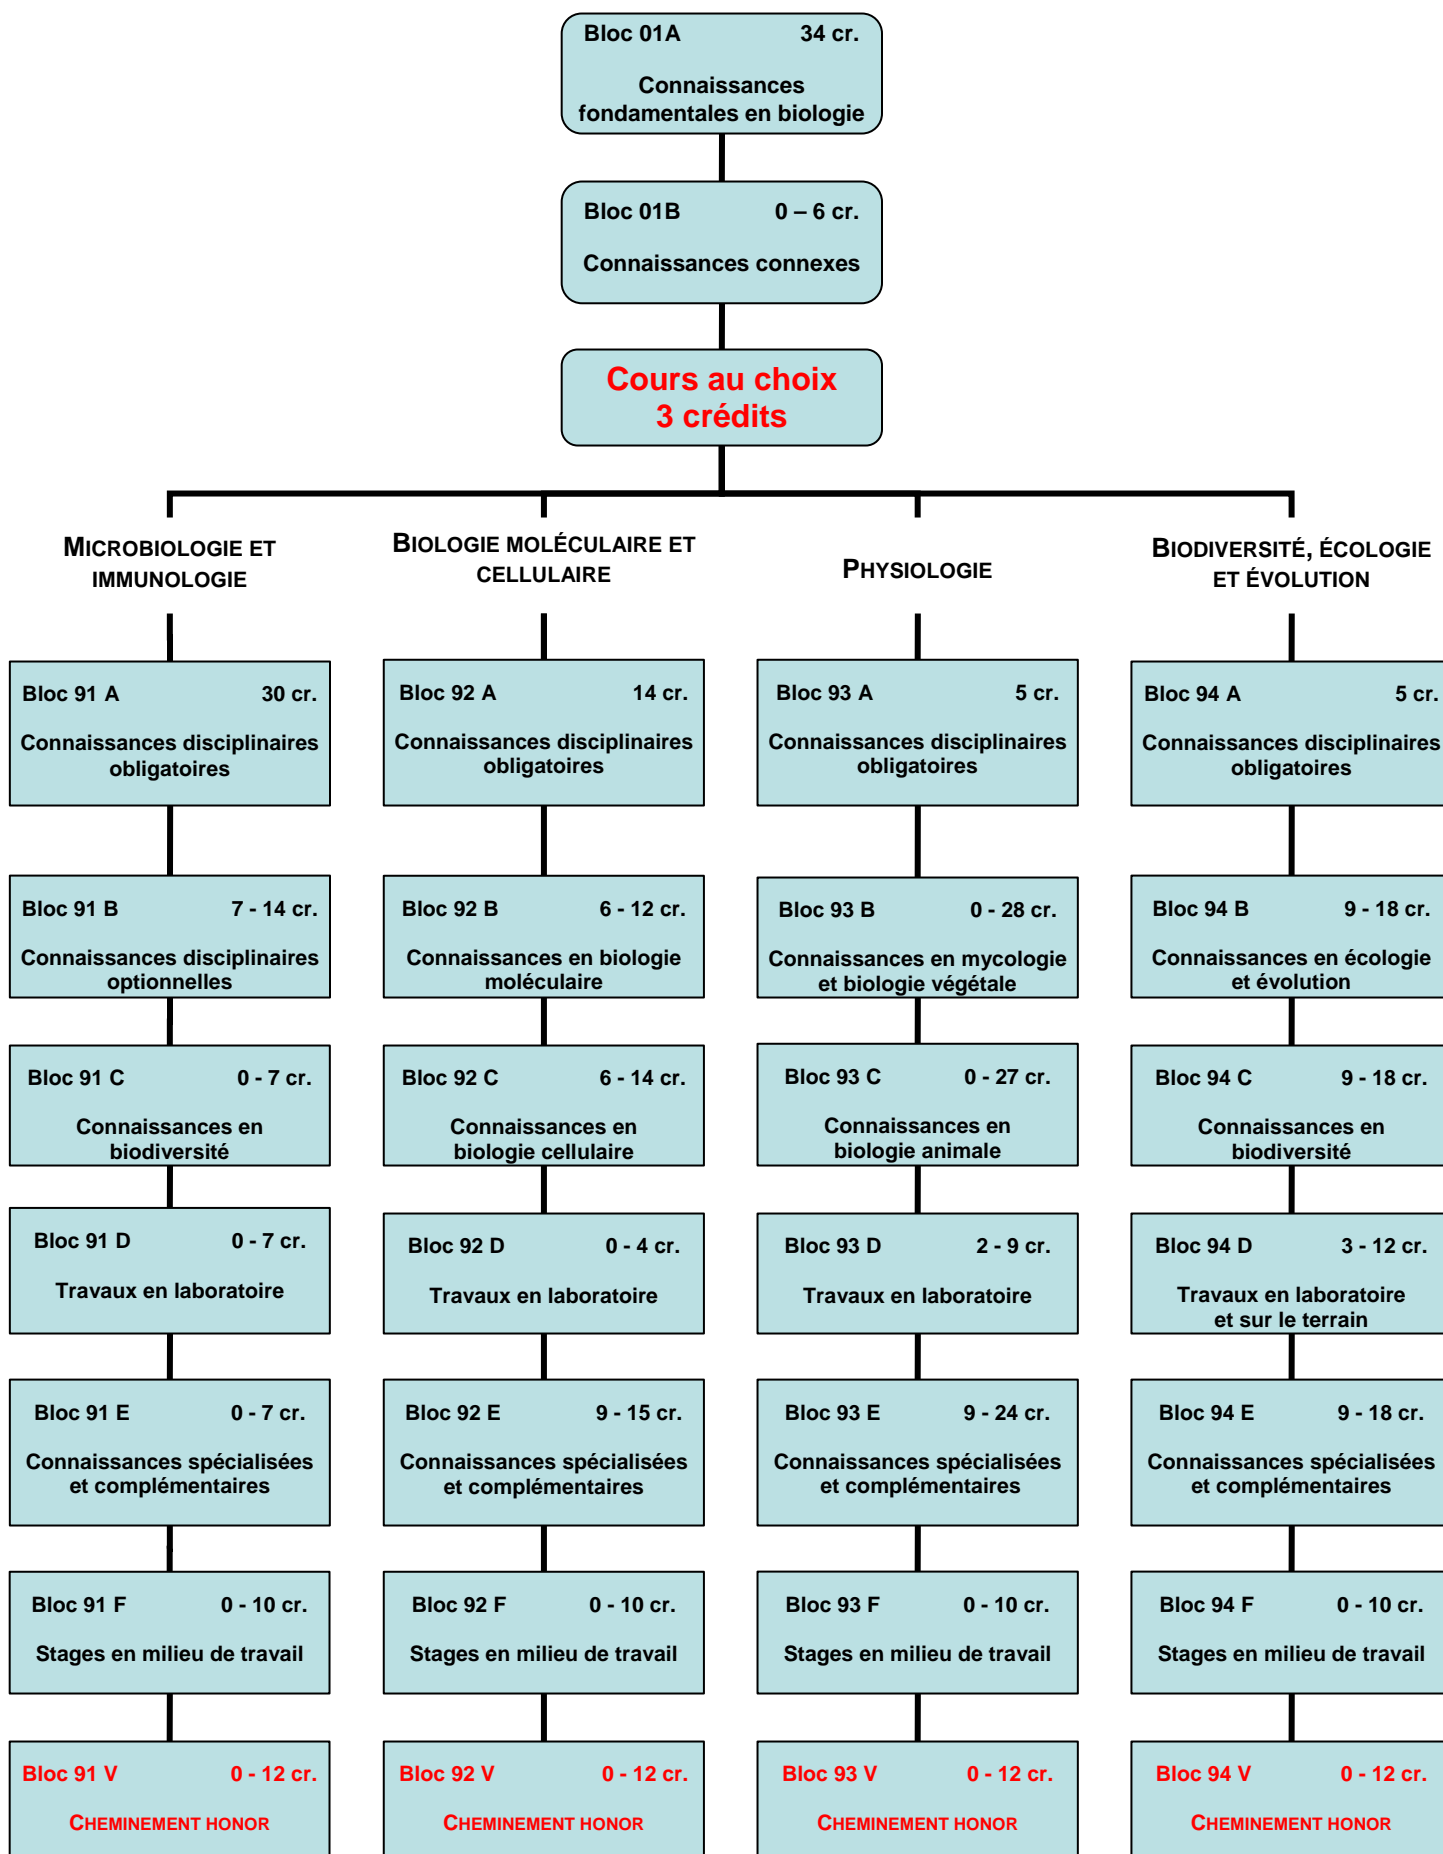 Bloc 01A 34 cr.
Connaissances
fondamentales en biologie
Bloc 01B 0 – 6 cr.
Connaissances connexes
Cours au choix
3 crédits
MICROBIOLOGIE ET
IMMUNOLOGIE
Bloc 91 A 30 cr.
Connaissances disciplinaires
obligatoires
Bloc 91 B 7 - 14 cr.
Connaissances disciplinaires
optionnelles
Bloc 91 C 0 - 7 cr.
Connaissances en
biodiversité
Bloc 91 D 0 - 7 cr.
Travaux en laboratoire
Bloc 91 E 0 - 7 cr.
Connaissances spécialisées
et complémentaires
Bloc 91 F 0 - 10 cr.
Stages en milieu de travail
Bloc 91 V 0 - 12 cr.
CHEMINEMENT HONOR
BIOLOGIE MOLÉCULAIRE ET
CELLULAIRE
Bloc 92 A 14 cr.
Connaissances disciplinaires
obligatoires
Bloc 92 B 6 - 12 cr.
Connaissances en biologie
moléculaire
Bloc 92 C 6 - 14 cr.
Connaissances en
biologie cellulaire
Bloc 92 D 0 - 4 cr.
Travaux en laboratoire
Bloc 92 E 9 - 15 cr.
Connaissances spécialisées
et complémentaires
Bloc 92 F 0 - 10 cr.
Stages en milieu de travail
Bloc 92 V 0 - 12 cr.
CHEMINEMENT HONOR
PHYSIOLOGIE
Bloc 93 A 5 cr.
Connaissances disciplinaires
obligatoires
Bloc 93 B 0 - 28 cr.
Connaissances en mycologie
et biologie végétale
Bloc 93 C 0 - 27 cr.
Connaissances en
biologie animale
Bloc 93 D 2 - 9 cr.
Travaux en laboratoire
Bloc 93 E 9 - 24 cr.
Connaissances spécialisées
et complémentaires
Bloc 93 F 0 - 10 cr.
Stages en milieu de travail
Bloc 93 V 0 - 12 cr.
CHEMINEMENT HONOR
BIODIVERSITÉ, ÉCOLOGIE
ET ÉVOLUTION
Bloc 94 A 5 cr.
Connaissances disciplinaires
obligatoires
Bloc 94 B 9 - 18 cr.
Connaissances en écologie
et évolution
Bloc 94 C 9 - 18 cr.
Connaissances en
biodiversité
Bloc 94 D 3 - 12 cr.
Travaux en laboratoire
et sur le terrain
Bloc 94 E 9 - 18 cr.
Connaissances spécialisées
et complémentaires
Bloc 94 F 0 - 10 cr.
Stages en milieu de travail
Bloc 94 V 0 - 12 cr.
CHEMINEMENT HONOR